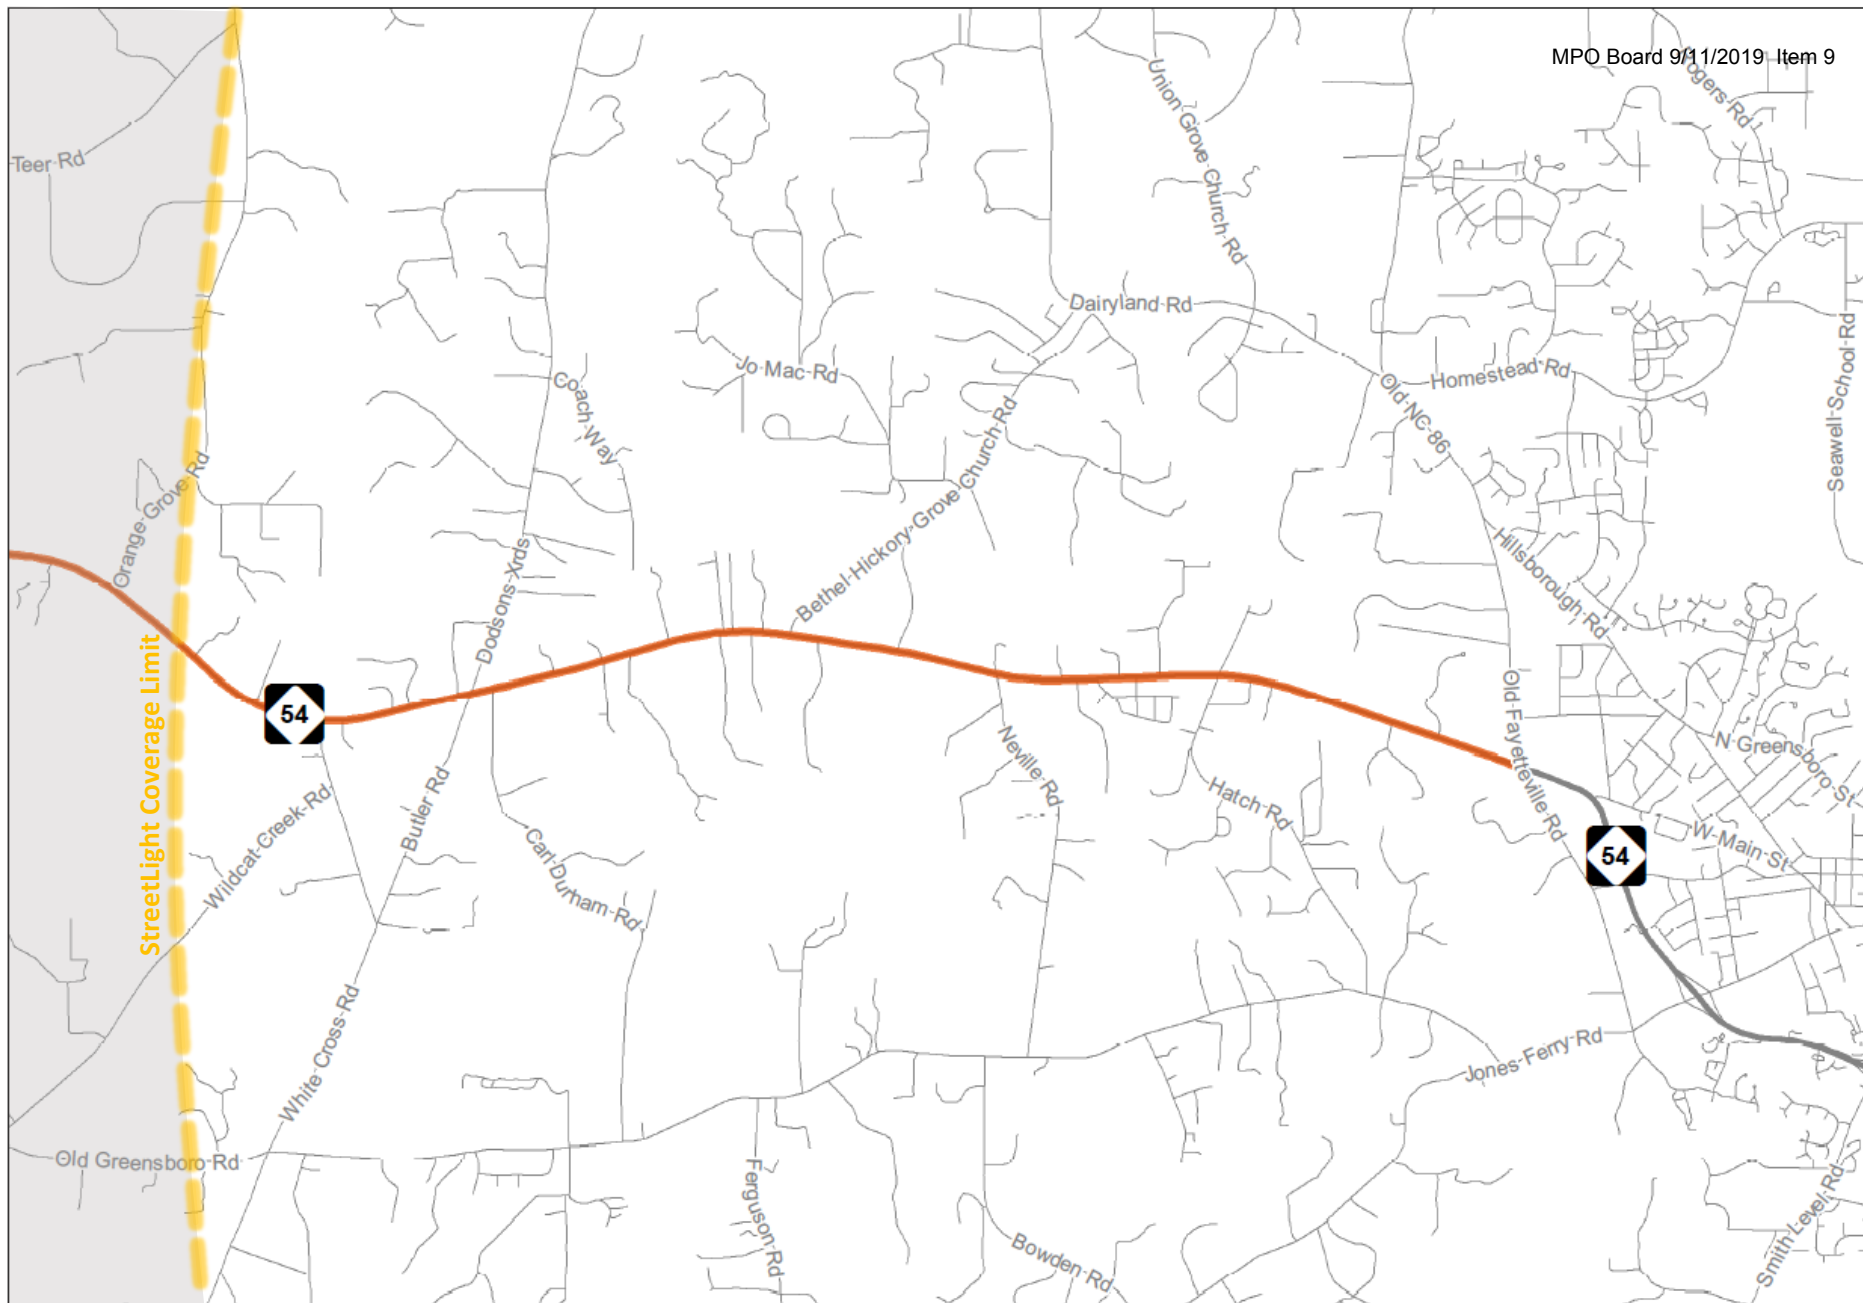 MPO Board 9/11/2019 Item 9
Rogers Rd
Union Grove Church Rd
Teer Rd
Dairyland Rd
Seawell School Rd
Jo Mac Rd
Homestead Rd
Coach Way
Old NC 86
Bethel Hickory Grove Church Rd
Orange Grove Rd
Hillsborough Rd
Dodsons Xrds
StreetLight Coverage Limit
54
Old Fayetteville Rd
N Greensboro St
Neville Rd
Hatch Rd
Wildcat Creek Rd
Butler Rd
Carl Durham Rd
W Main St
54
White Cross Rd
Jones Ferry Rd
Old Greensboro Rd
Ferguson Rd
Bowden Rd
Smith Level Rd